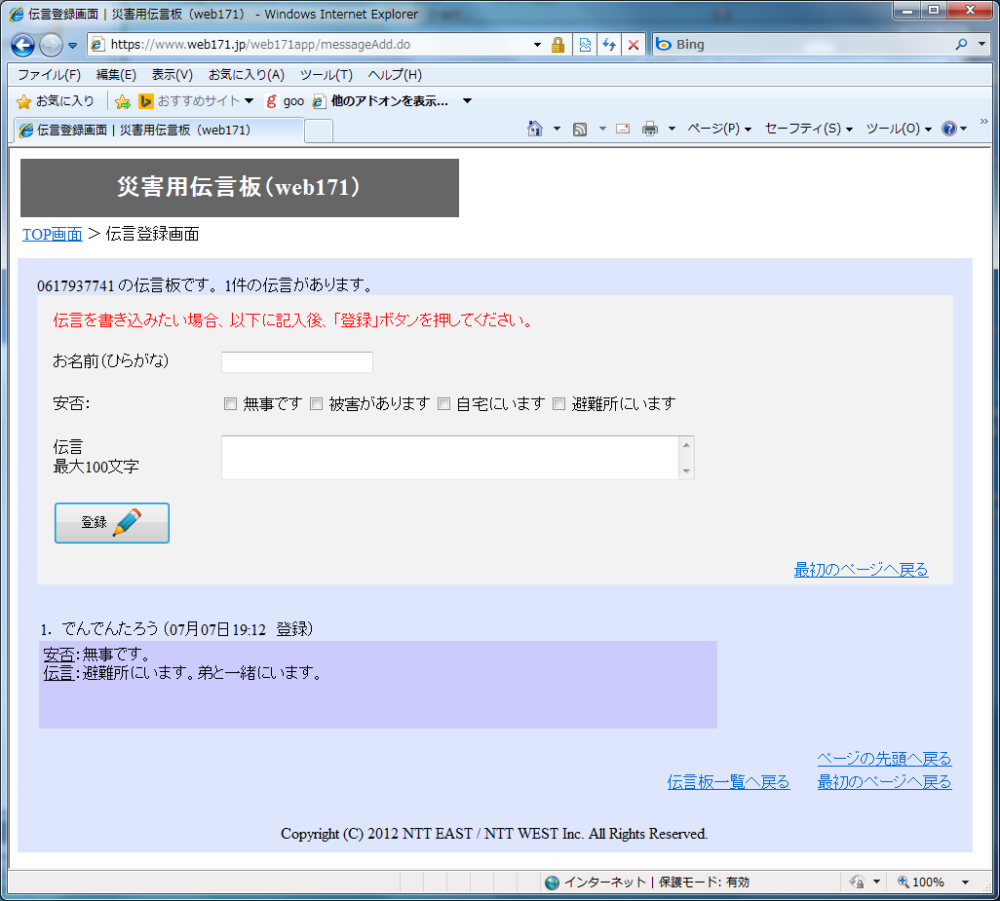 伝言登録画面 | 災害用伝言板（web171） - Windows Internet Explorer
https://www.web171.jp/web171app/messageAdd.do
Bing
ファイル(F) 編集(E) 表示(V) お気に入り(A) ツール(T) ヘルプ(H)
お気に入り おすすめサイト goo 他のアドオンを表示...
伝言登録画面 | 災害用伝言板（web171） ページ(P) セーフティ(S) ツール(O)
災害用伝言板（web171）
TOP画面 ＞ 伝言登録画面
0617937741 の伝言板です。 1件の伝言があります。
伝言を書き込みたい場合、以下に記入後、「登録」ボタンを押してください。
お名前（ひらがな）
安否： 無事です 被害があります 自宅にいます 避難所にいます
伝言
最大100文字
登録
最初のページへ戻る
1. でんでんたろう （07月07日 19:12 登録）
安否：無事です。
伝言：避難所にいます。弟と一緒にいます。
ページの先頭へ戻る
伝言板一覧へ戻る 最初のページへ戻る
Copyright (C) 2012 NTT EAST / NTT WEST Inc. All Rights Reserved.
インターネット | 保護モード: 有効 100%